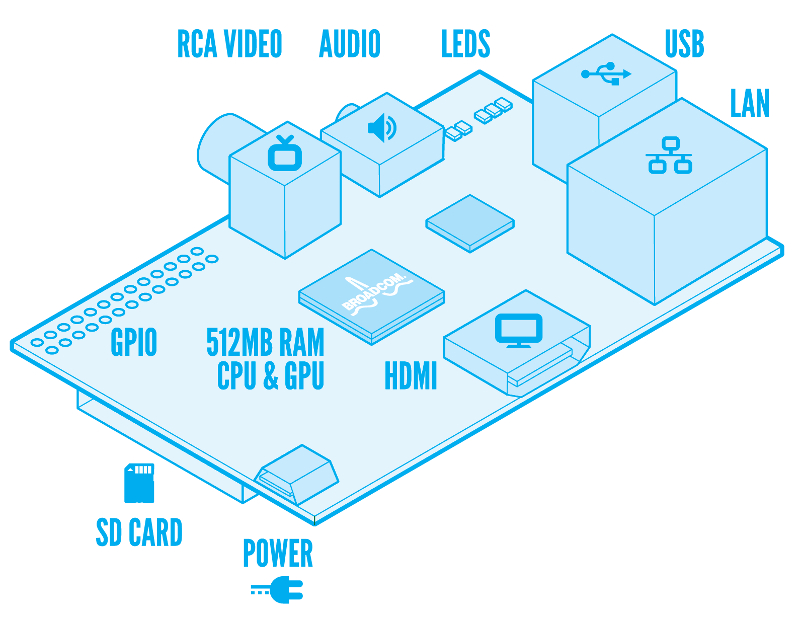 RCA VIDEO
AUDIO
LEDS
USB
LAN
BROADCOM
GPIO
512MB RAM
CPU & GPU
HDMI
SD CARD
POWER